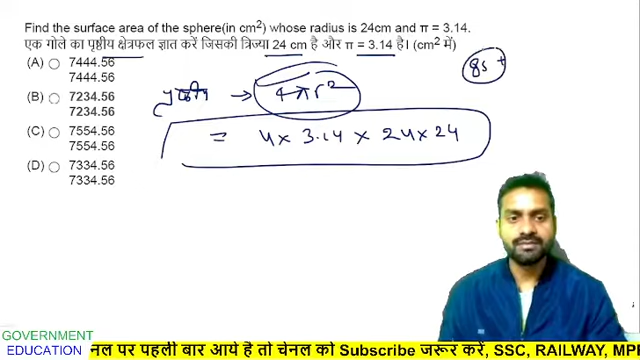 Find the surface area of the sphere(in cm²) whose radius is 24cm and π = 3.14.
एक गोले का पृष्ठीय क्षेत्रफल ज्ञात करें जिसकी त्रिज्या 24 cm है और π = 3.14 है। (cm² में)
(A) 7444.56
7444.56
(B) 7234.56
7234.56
(C) 7554.56
7554.56
(D) 7334.56
7334.56
→ 4πr²
= 4 × 3.14 × 24 × 24
GOVERNMENT
EDUCATION
नल पर पहली बार आये है तो चेनल को Subscribe जरूर करें, SSC, RAILWAY, MP